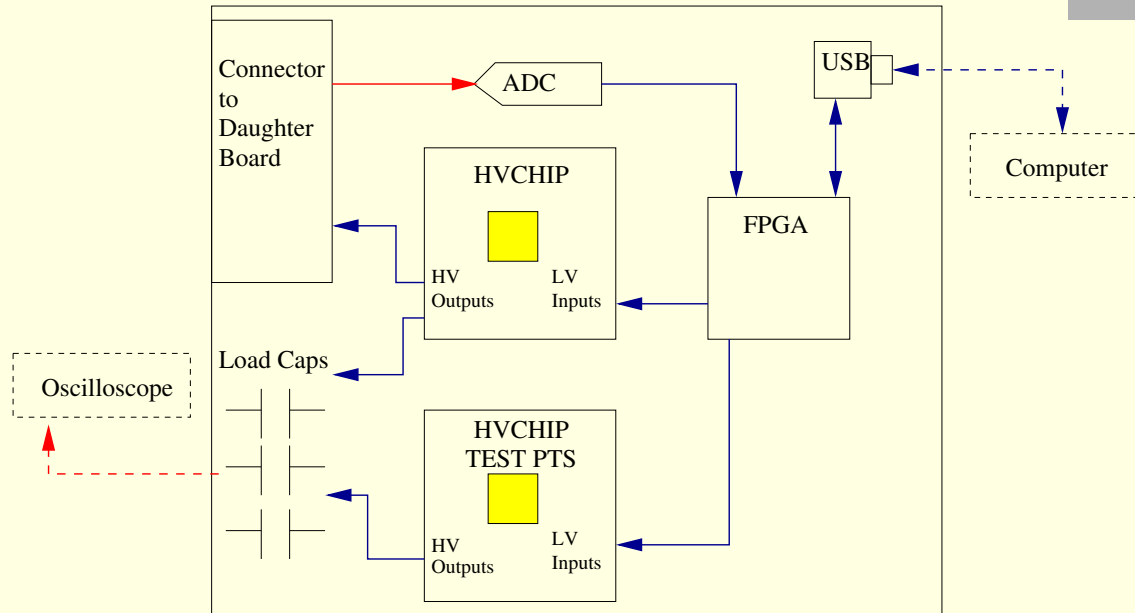 Connector
to
Daughter
Board
ADC
USB
Computer
HVCHIP
HV
Outputs
LV
Inputs
FPGA
Load Caps
Oscilloscope
HVCHIP
TEST PTS
HV
Outputs
LV
Inputs